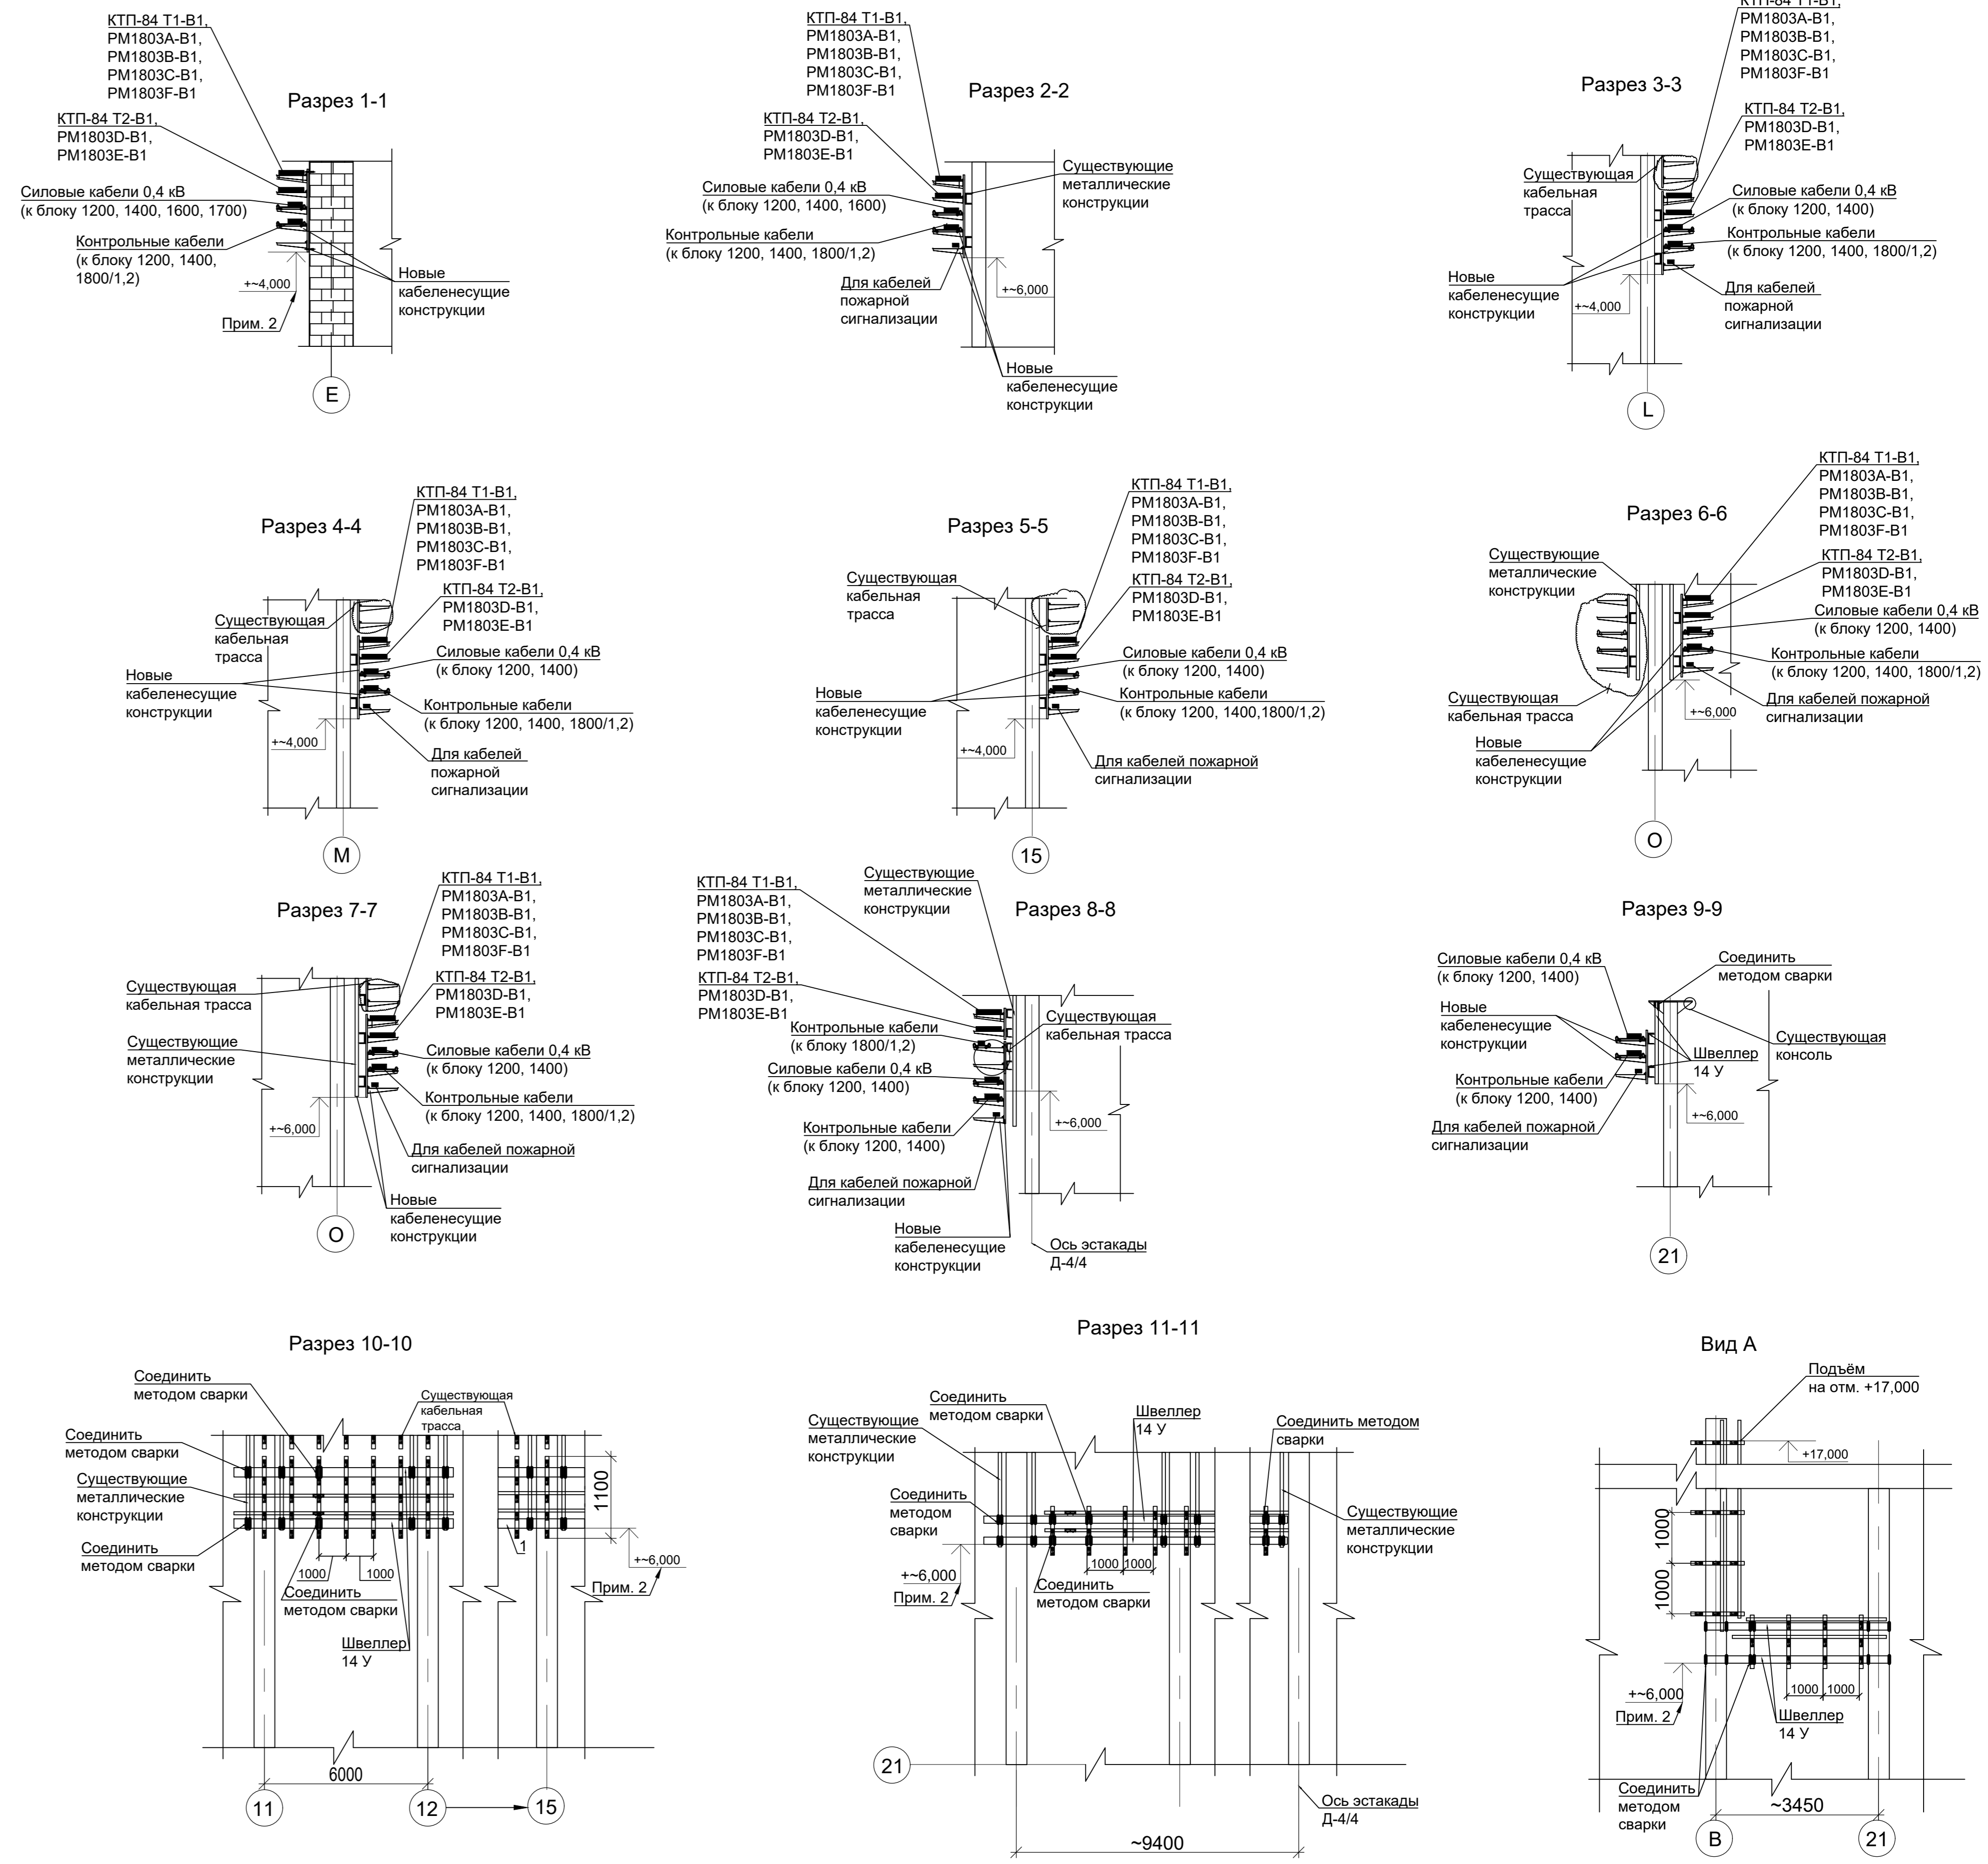 КТП-84 Т1-В1,
РМ1803А-В1,
РМ1803В-В1,
РМ1803С-В1,
РМ1803F-В1
Разрез 1-1
КТП-84 Т2-В1,
РМ1803D-В1,
РМ1803Е-В1
Силовые кабели 0,4 кВ
(к блоку 1200, 1400, 1600, 1700)
Контрольные кабели
(к блоку 1200, 1400,
1800/1,2)
+~4,000
Прим. 2
Новые
кабеленесущие
конструкции
Е
КТП-84 Т1-В1,
РМ1803А-В1,
РМ1803В-В1,
РМ1803С-В1,
РМ1803F-В1
Разрез 2-2
КТП-84 Т2-В1,
РМ1803D-В1,
РМ1803Е-В1
Существующие
металлические
конструкции
Силовые кабели 0,4 кВ
(к блоку 1200, 1400, 1600)
Контрольные кабели
(к блоку 1200, 1400, 1800/1,2)
Для кабелей
пожарной
сигнализации
+~6,000
Новые
кабеленесущие
конструкции
КТП-84 Т1-В1,
РМ1803А-В1,
РМ1803В-В1,
РМ1803С-В1,
РМ1803F-В1
Разрез 3-3
КТП-84 Т2-В1,
РМ1803D-В1,
РМ1803Е-В1
Существующая
кабельная
трасса
Силовые кабели 0,4 кВ
(к блоку 1200, 1400)
Контрольные кабели
(к блоку 1200, 1400, 1800/1,2)
Новые
кабеленесущие
конструкции
+~4,000
Для кабелей
пожарной
сигнализации
L
Разрез 4-4
КТП-84 Т1-В1,
РМ1803А-В1,
РМ1803В-В1,
РМ1803С-В1,
РМ1803F-В1
КТП-84 Т2-В1,
РМ1803D-В1,
РМ1803Е-В1
Существующая
кабельная
трасса
Силовые кабели 0,4 кВ
(к блоку 1200, 1400)
Новые
кабеленесущие
конструкции
Контрольные кабели
(к блоку 1200, 1400, 1800/1,2)
+~4,000
Для кабелей
пожарной
сигнализации
М
Разрез 5-5
КТП-84 Т1-В1,
РМ1803А-В1,
РМ1803В-В1,
РМ1803С-В1,
РМ1803F-В1
КТП-84 Т2-В1,
РМ1803D-В1,
РМ1803Е-В1
Существующая
кабельная
трасса
Силовые кабели 0,4 кВ
(к блоку 1200, 1400)
Новые
кабеленесущие
конструкции
Контрольные кабели
(к блоку 1200, 1400,1800/1,2)
+~4,000
Для кабелей пожарной
сигнализации
15
Разрез 6-6
КТП-84 Т1-В1,
РМ1803А-В1,
РМ1803В-В1,
РМ1803С-В1,
РМ1803F-В1
КТП-84 Т2-В1,
РМ1803D-В1,
РМ1803Е-В1
Существующие
металлические
конструкции
Силовые кабели 0,4 кВ
(к блоку 1200, 1400)
Контрольные кабели
(к блоку 1200, 1400, 1800/1,2)
Существующая
кабельная трасса
Для кабелей пожарной
сигнализации
+~6,000
Новые
кабеленесущие
конструкции
О
Разрез 7-7
КТП-84 Т1-В1,
РМ1803А-В1,
РМ1803В-В1,
РМ1803С-В1,
РМ1803F-В1
КТП-84 Т2-В1,
РМ1803D-В1,
РМ1803Е-В1
Существующая
кабельная трасса
Существующие
металлические
конструкции
Силовые кабели 0,4 кВ
(к блоку 1200, 1400)
Контрольные кабели
(к блоку 1200, 1400, 1800/1,2)
+~6,000
Для кабелей пожарной
сигнализации
Новые
кабеленесущие
конструкции
О
КТП-84 Т1-В1,
РМ1803А-В1,
РМ1803В-В1,
РМ1803С-В1,
РМ1803F-В1
Существующие
металлические
конструкции
Разрез 8-8
КТП-84 Т2-В1,
РМ1803D-В1,
РМ1803Е-В1
Существующая
кабельная трасса
Контрольные кабели
(к блоку 1800/1,2)
Силовые кабели 0,4 кВ
(к блоку 1200, 1400)
Контрольные кабели
(к блоку 1200, 1400)
+~6,000
Для кабелей пожарной
сигнализации
Новые
кабеленесущие
конструкции
Ось эстакады
Д-4/4
Разрез 9-9
Силовые кабели 0,4 кВ
(к блоку 1200, 1400)
Соединить
методом сварки
Новые
кабеленесущие
конструкции
Существующая
консоль
Швеллер
14 У
Контрольные кабели
(к блоку 1200, 1400)
Для кабелей пожарной
сигнализации
+~6,000
21
Разрез 10-10
Соединить
методом сварки
Существующая
кабельная
трасса
Соединить
методом сварки
Существующие
металлические
конструкции
Соединить
методом сварки
1100
1
1000
1000
+~6,000
Прим. 2
Соединить
методом сварки
Швеллер
14 У
6000
11
12
15
Разрез 11-11
Соединить
методом сварки
Существующие
металлические
конструкции
Швеллер
14 У
Соединить методом
сварки
Соединить
методом
сварки
Существующие
металлические
конструкции
+~6,000
Прим. 2
1000
1000
Соединить
методом сварки
21
Ось эстакады
Д-4/4
~9400
Вид А
Подъём
на отм. +17,000
+17,000
1000
1000
1000
1000
+~6,000
Прим. 2
Швеллер
14 У
Соединить
методом
сварки
~3450
В
21